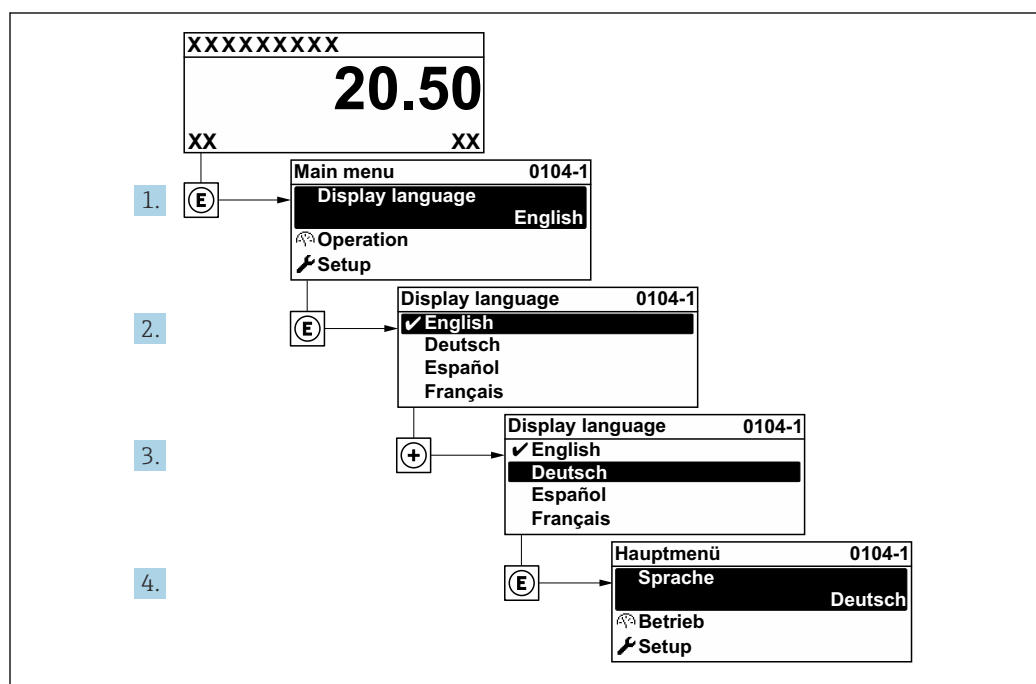 XXXXXXXXX
20.50
XX XX
1.
E
Main menu 0104-1
Display language
English
Operation
Setup
2.
E
Display language 0104-1
✔English
Deutsch
Español
Français
3.
+
Display language 0104-1
✔English
Deutsch
Español
Français
4.
E
Hauptmenü 0104-1
Sprache
Deutsch
Betrieb
Setup